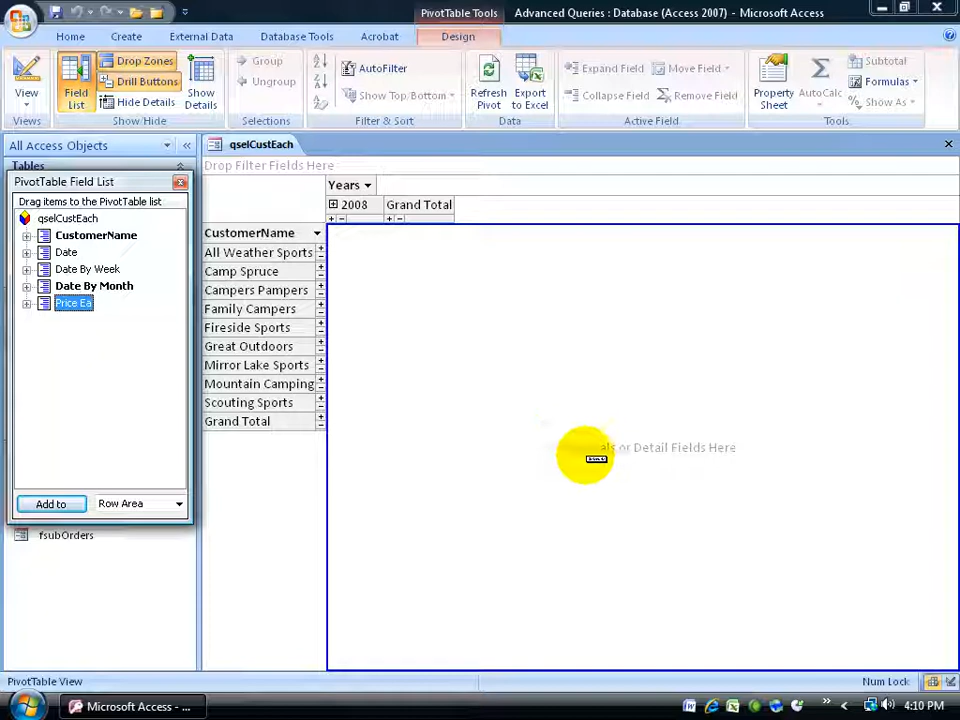 PivotTable Tools
Advanced Queries : Database (Access 2007) - Microsoft Access
Home
Create
External Data
Database Tools
Acrobat
Design
View
Views
Field List
Drop Zones
Drill Buttons
Hide Details
Show Details
Show/Hide
Group
Ungroup
Selections
AutoFilter
Show Top/Bottom
Filter & Sort
Refresh Pivot
Export to Excel
Data
Expand Field
Collapse Field
Move Field
Remove Field
Active Field
Property Sheet
AutoCalc
Subtotal
Formulas
Show As
Tools
All Access Objects
Tables
qselCustEach
Drop Filter Fields Here
Years
2008
Grand Total
PivotTable Field List
Drag items to the PivotTable list
qselCustEach
CustomerName
Date
Date By Week
Date By Month
Price Ea
Add to
Row Area
fsubOrders
CustomerName
All Weather Sports
Camp Spruce
Campers Pampers
Family Campers
Fireside Sports
Great Outdoors
Mirror Lake Sports
Mountain Camping
Scouting Sports
Grand Total
or Detail Fields Here
PivotTable View
Num Lock
Microsoft Access - ...
4:10 PM